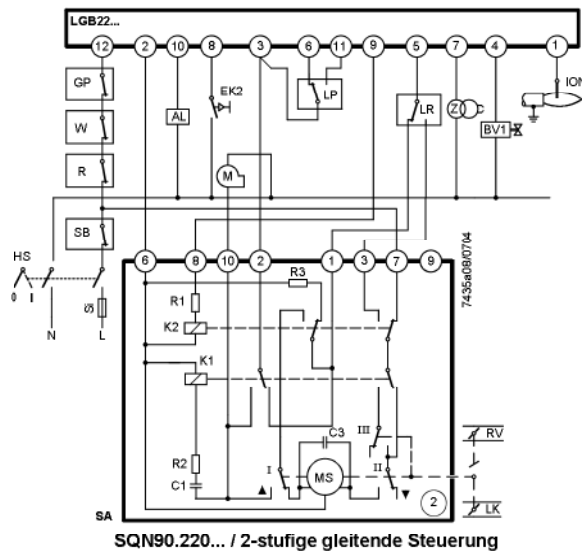 LGB22...
12 2 10 8 3 6 11 9 5 7 4 1
GP
EK2
LP
ION
W
AL
LR
Z
BV1
R
M
SB
HS
6 8 10 2 1 3 7 9
R3
R1
0 I
K2
Si
N L
K1
7435a08/0704
C3
III
R2
I
II
RV
C1
MS
2
SA
LK
SQN90.220... / 2-stufige gleitende Steuerung